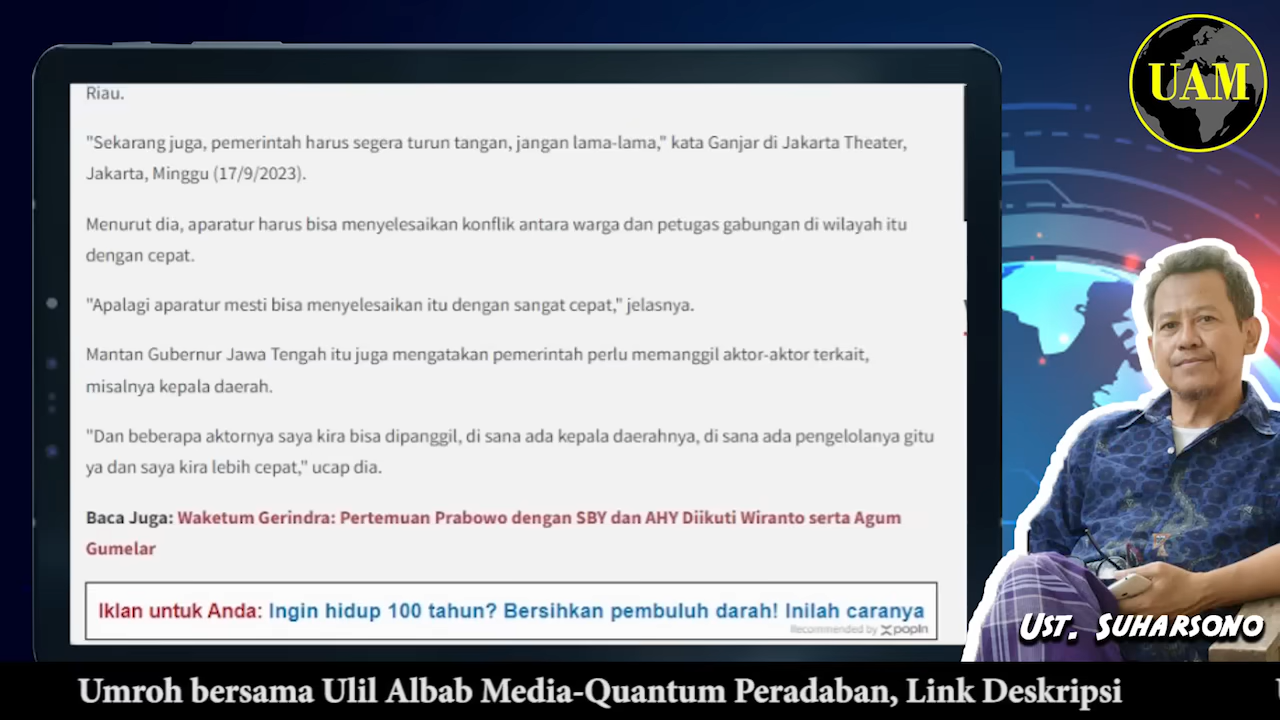 UAM
Riau.
"Sekarang juga, pemerintah harus segera turun tangan, jangan lama-lama," kata Ganjar di Jakarta Theater,
Jakarta, Minggu (17/9/2023).
Menurut dia, aparatur harus bisa menyelesaikan konflik antara warga dan petugas gabungan di wilayah itu
dengan cepat.
"Apalagi aparatur mesti bisa menyelesaikan itu dengan sangat cepat," jelasnya.
Mantan Gubernur Jawa Tengah itu juga mengatakan pemerintah perlu memanggil aktor-aktor terkait,
misalnya kepala daerah.
"Dan beberapa aktornya saya kira bisa dipanggil, di sana ada kepala daerahnya, di sana ada pengelolanya gitu
ya dan saya kira lebih cepat," ucap dia.
Baca Juga: Waketum Gerindra: Pertemuan Prabowo dengan SBY dan AHY Diikuti Wiranto serta Agum
Gumelar
Iklan untuk Anda: Ingin hidup 100 tahun? Bersihkan pembuluh darah! Inilah caranya
Recommended by popIn
UST. SUHARSONO
Umroh bersama Ulil Albab Media-Quantum Peradaban, Link Deskripsi